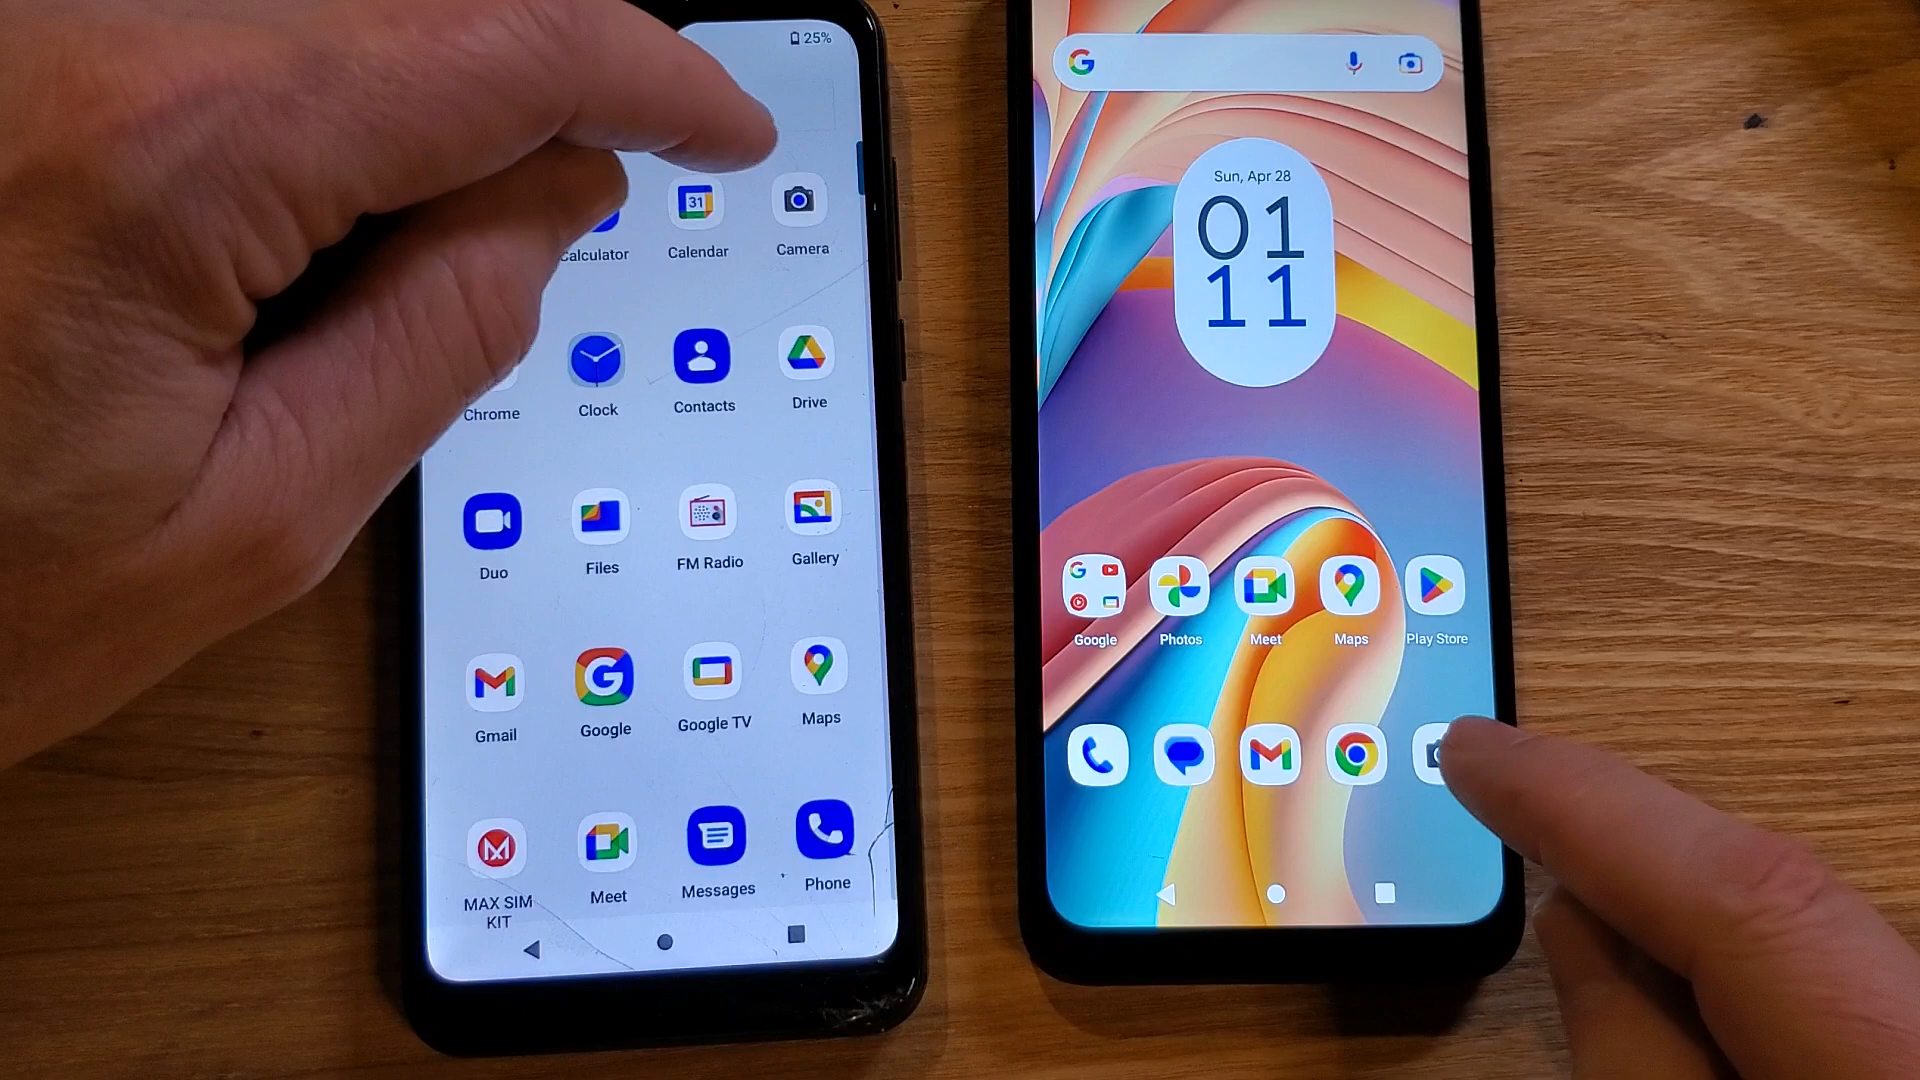 25%
Calculator
31
Calendar
Camera
Chrome
Clock
Contacts
Drive
Duo
Files
FM Radio
Gallery
Gmail
Google
Google TV
Maps
MAX SIM
KIT
Meet
Messages
Phone
Sun, Apr 28
01
11
Google
Photos
Meet
Maps
Play Store